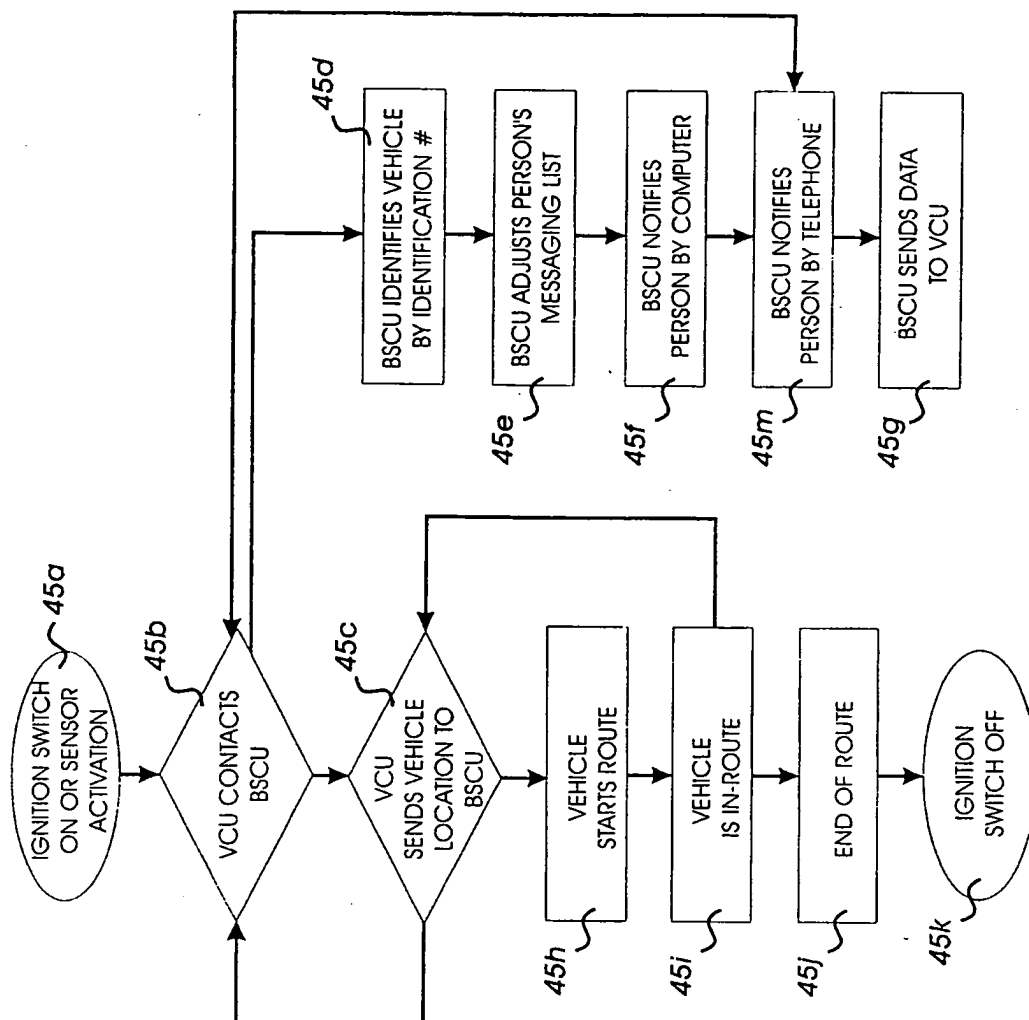 IGNITION SWITCH
ON OR SENSOR
ACTIVATION
45a
VCU CONTACTS
BSCU
45b
VCU
SENDS VEHICLE
LOCATION TO
BSCU
45c
VEHICLE
STARTS ROUTE
45h
VEHICLE
IS IN-ROUTE
45i
END OF ROUTE
45j
IGNITION
SWITCH OFF
45k
BSCU IDENTIFIES VEHICLE
BY IDENTIFICATION #
45d
BSCU ADJUSTS PERSON'S
MESSAGING LIST
45e
BSCU NOTIFIES
PERSON BY COMPUTER
45f
BSCU NOTIFIES
PERSON BY TELEPHONE
45m
BSCU SENDS DATA
TO VCU
45g